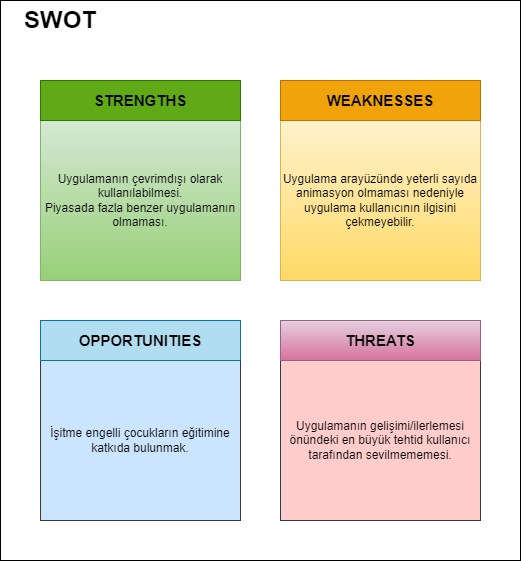 SWOT
STRENGTHS
Uygulamanın çevrimdışı olarak
kullanılabilmesi.
Piyasada fazla benzer uygulamanın
olmaması.
WEAKNESSES
Uygulama arayüzünde yeterli sayıda
animasyon olmaması nedeniyle
uygulama kullanıcının ilgisini
çekmeyebilir.
OPPORTUNITIES
İşitme engelli çocukların eğitimine
katkıda bulunmak.
THREATS
Uygulamanın gelişimi/ilerlemesi
önündeki en büyük tehtid kullanıcı
tarafından sevilmememesi.